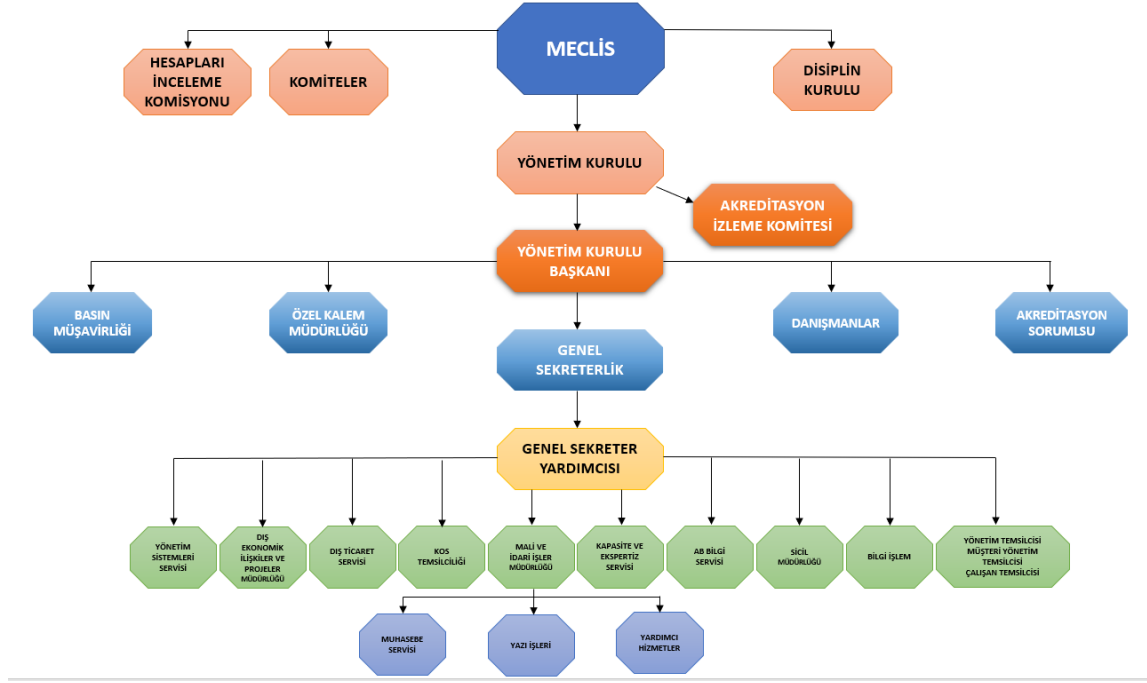 MECLİS
HESAPLARI
İNCELEME
KOMİSYONU
KOMİTELER
DİSİPLİN
KURULU
YÖNETİM KURULU
AKREDİTASYON
İZLEME KOMİTESİ
YÖNETİM KURULU
BAŞKANI
BASIN
MÜŞAVİRLİĞİ
ÖZEL KALEM
MÜDÜRLÜĞÜ
DANIŞMANLAR
AKREDİTASYON
SORUMLSU
GENEL
SEKRETERLİK
GENEL SEKRETER
YARDIMCISI
YÖNETİM
SİSTEMLERİ
SERVİSİ
DIŞ
EKONOMİK
İLİŞKİLER VE
PROJELER
MÜDÜRLÜĞÜ
DIŞ TİCARET
SERVİSİ
KOS
TEMSİLCİLİĞİ
MALİ VE
İDARİ İŞLER
MÜDÜRLÜĞÜ
KAPASİTE VE
EKSPERTİZ
SERVİSİ
AB BİLGİ
SERVİSİ
SİCİL
MÜDÜRLÜĞÜ
BİLGİ İŞLEM
YÖNETİM TEMSİLCİSİ
MÜŞTERİ YÖNETİM
TEMSİLCİSİ
ÇALIŞAN TEMSİLCİSİ
MUHASEBE
SERVİSİ
YAZI İŞLERİ
YARDIMCI
HİZMETLER